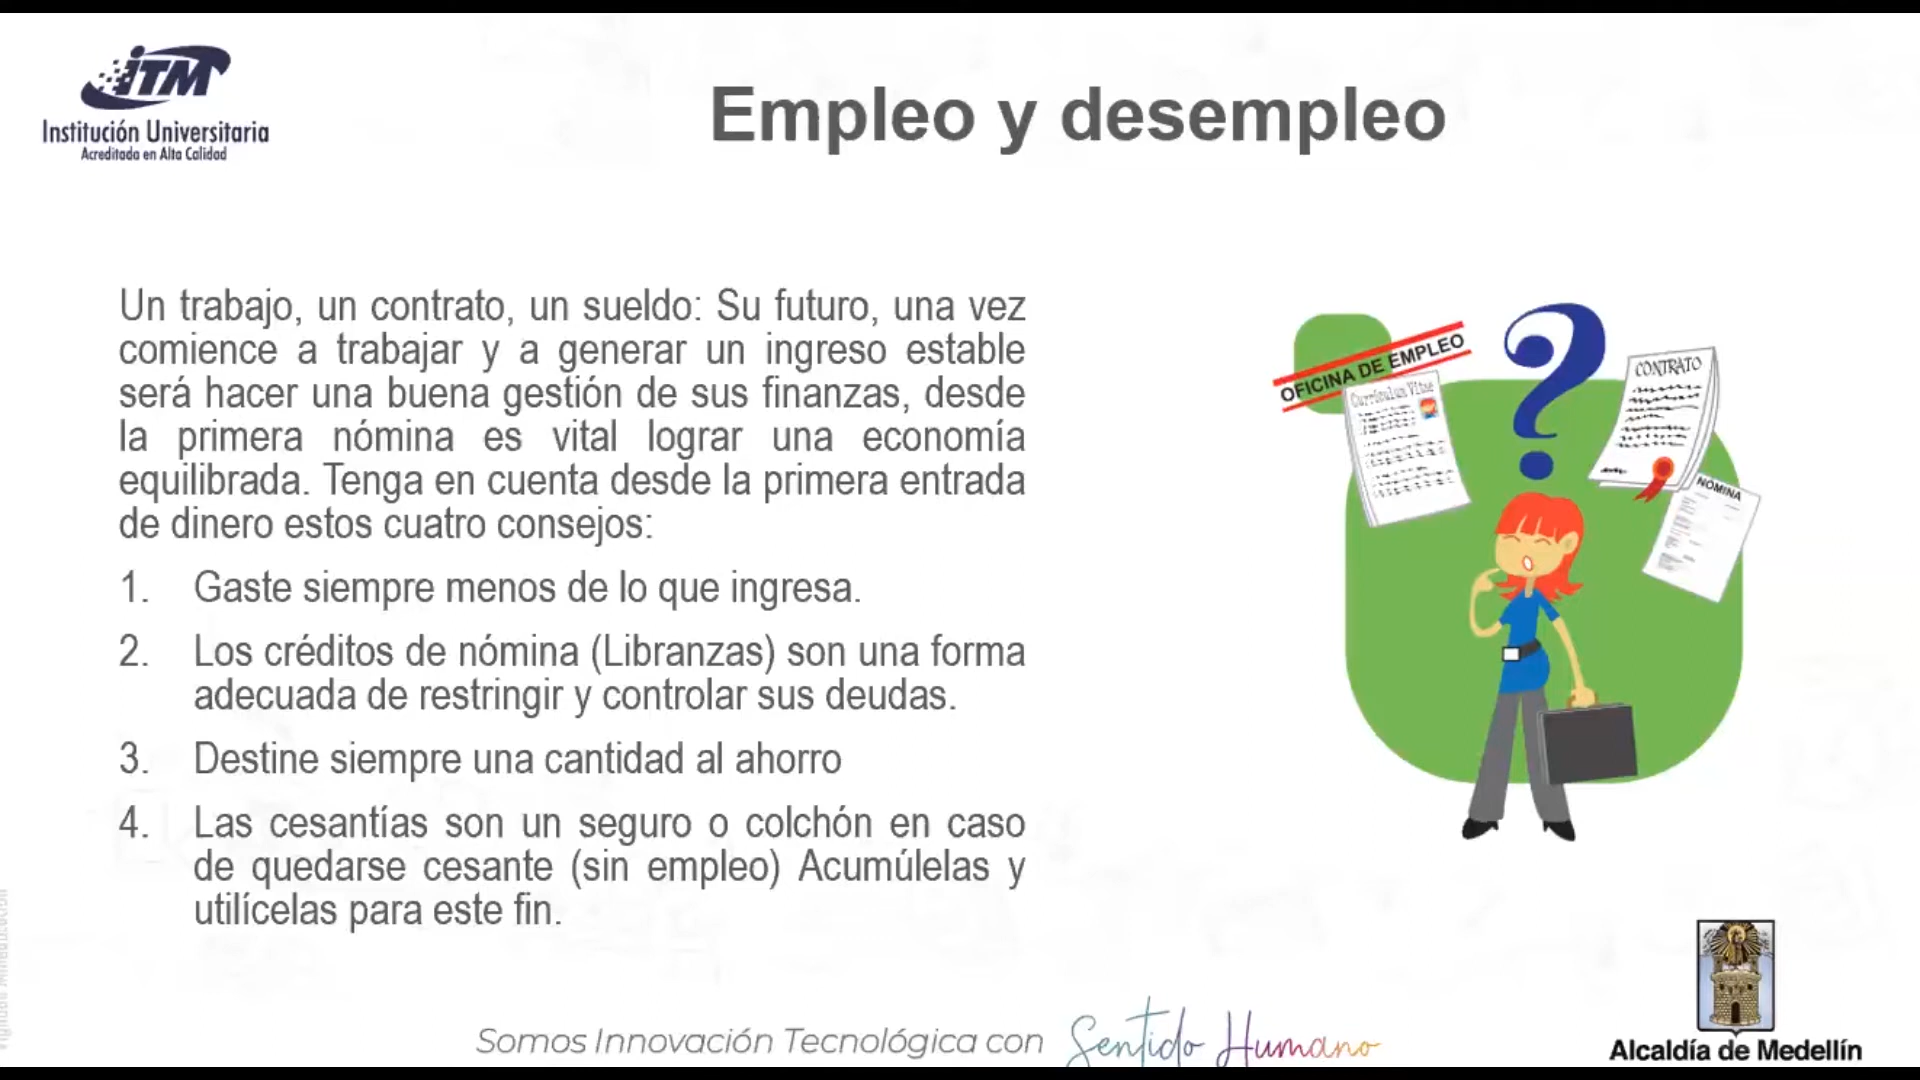 ITM
Institución Universitaria
Acreditada en Alta Calidad
Empleo y desempleo
Un trabajo, un contrato, un sueldo: Su futuro, una vez
comience a trabajar y a generar un ingreso estable
será hacer una buena gestión de sus finanzas, desde
la primera nómina es vital lograr una economía
equilibrada. Tenga en cuenta desde la primera entrada
de dinero estos cuatro consejos:
1. Gaste siempre menos de lo que ingresa.
2. Los créditos de nómina (Libranzas) son una forma
adecuada de restringir y controlar sus deudas.
3. Destine siempre una cantidad al ahorro
4. Las cesantías son un seguro o colchón en caso
de quedarse cesante (sin empleo) Acumúlelas y
utilícelas para este fin.
OFICINA DE EMPLEO
Currículum Vitae
?
CONTRATO
NÓMINA
Somos Innovación Tecnológica con Sentido Humano
Alcaldía de Medellín